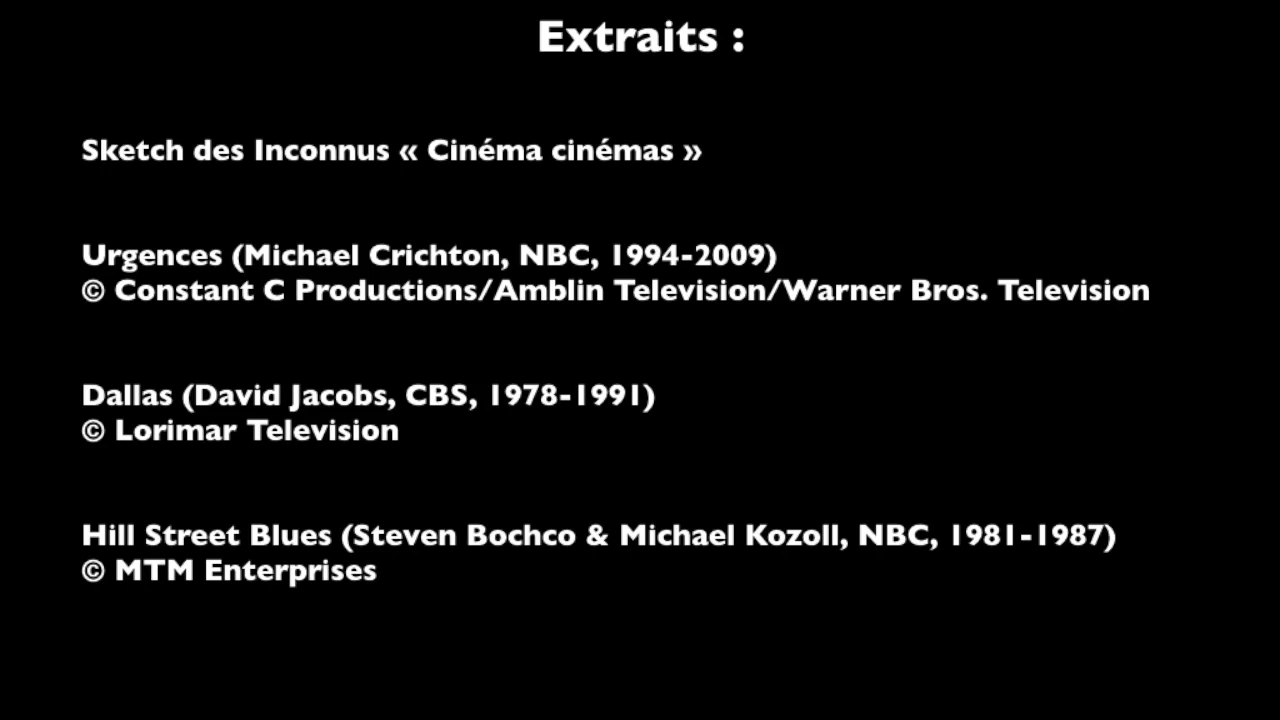 Extraits :
Sketch des Inconnus « Cinéma cinémas »
Urgences (Michael Crichton, NBC, 1994-2009)
© Constant C Productions/Amblin Television/Warner Bros. Television
Dallas (David Jacobs, CBS, 1978-1991)
© Lorimar Television
Hill Street Blues (Steven Bochco & Michael Kozoll, NBC, 1981-1987)
© MTM Enterprises